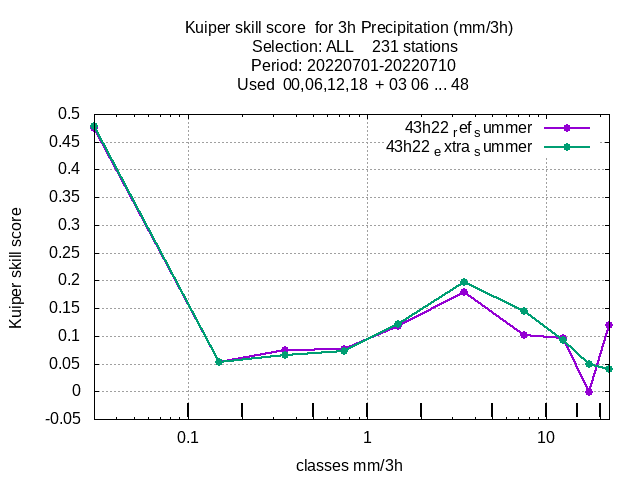 Kuiper skill score  for 3h Precipitation (mm/3h)
Selection: ALL    231 stations
Period: 20220701-20220710
Used  00,06,12,18  + 03 06 ... 48
43h22 ref summer
43h22 extra summer
0.5
0.45
0.4
0.35
0.3
0.25
0.2
0.15
0.1
0.05
0
-0.05
Kuiper skill score
0.1 1 10
classes mm/3h